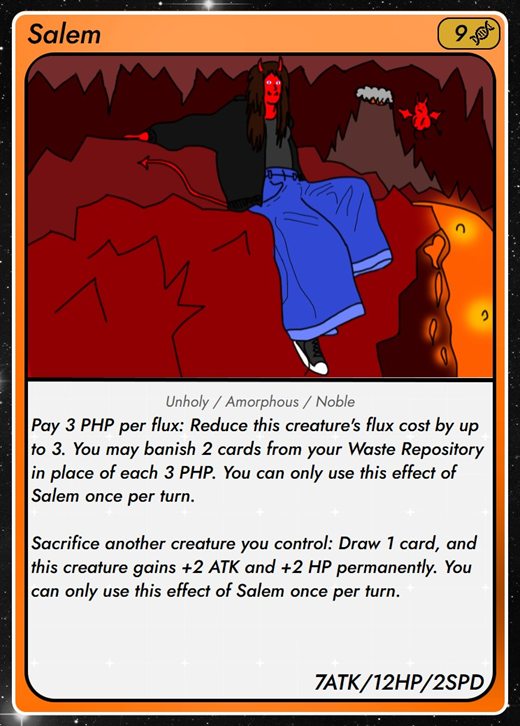 Salem
9
Unholy / Amorphous / Noble
Pay 3 PHP per flux: Reduce this creature's flux cost by up
to 3. You may banish 2 cards from your Waste Repository
in place of each 3 PHP. You can only use this effect of
Salem once per turn.
Sacrifice another creature you control: Draw 1 card, and
this creature gains +2 ATK and +2 HP permanently. You
can only use this effect of Salem once per turn.
7ATK/12HP/2SPD